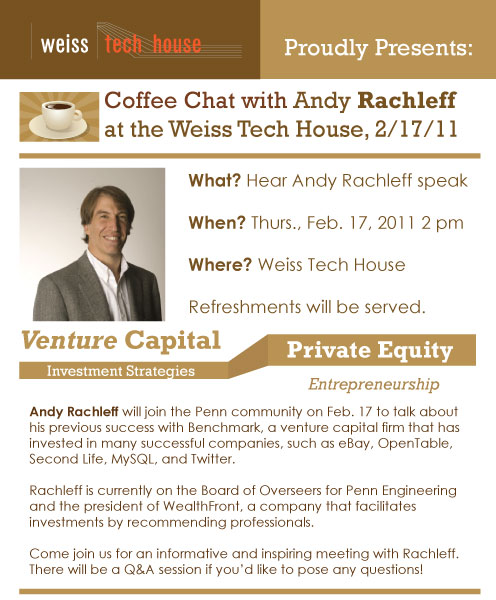 weiss tech house
Proudly Presents:
Coffee Chat with Andy Rachleff
at the Weiss Tech House, 2/17/11
What? Hear Andy Rachleff speak
When? Thurs., Feb. 17, 2011 2 pm
Where? Weiss Tech House
Refreshments will be served.
Venture Capital
Investment Strategies
Private Equity
Entrepreneurship
Andy Rachleff will join the Penn community on Feb. 17 to talk about
his previous success with Benchmark, a venture capital firm that has
invested in many successful companies, such as eBay, OpenTable,
Second Life, MySQL, and Twitter.
Rachleff is currently on the Board of Overseers for Penn Engineering
and the president of WealthFront, a company that facilitates
investments by recommending professionals.
Come join us for an informative and inspiring meeting with Rachleff.
There will be a Q&A session if you'd like to pose any questions!